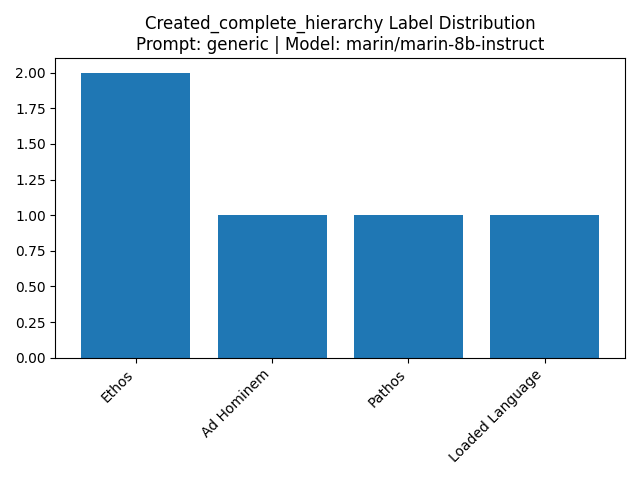 Created_complete_hierarchy Label Distribution
Prompt: generic | Model: marin/marin-8b-instruct
2.00
1.75
1.50
1.25
1.00
0.75
0.50
0.25
0.00
Ethos
Ad Hominem
Pathos
Loaded Language